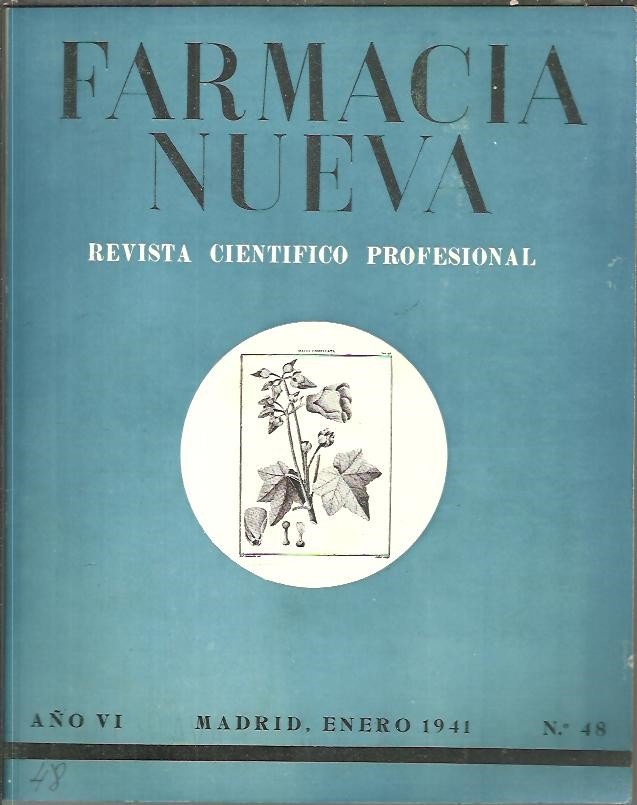 FARMACIA
NUEVA
REVISTA CIENTIFICO PROFESIONAL
AÑO VI MADRID, ENERO 1941 N.º 48
48